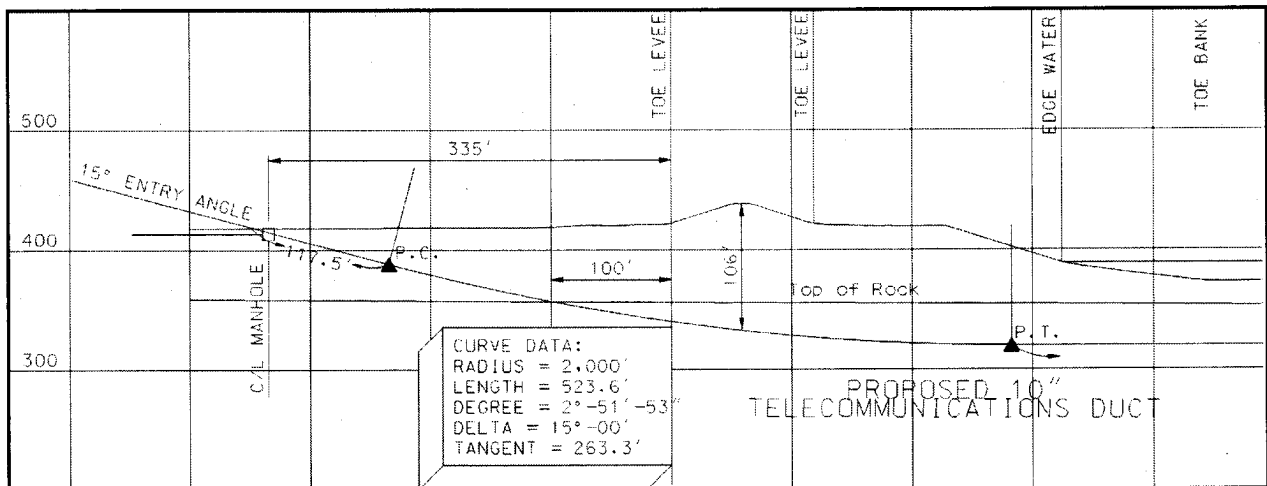 TOE LEVEE
TOE LEVEE
EDGE WATER
TOE BANK
500
335'
15° ENTRY ANGLE
400
117.5'
P.C.
100'
106'
Top of Rock
C/L MANHOLE
P.T.
300
CURVE DATA:
RADIUS = 2,000'
LENGTH = 523.6'
DEGREE = 2°-51'-53"
DELTA = 15°-00'
TANGENT = 263.3'
PROPOSED 10"
TELECOMMUNICATIONS DUCT